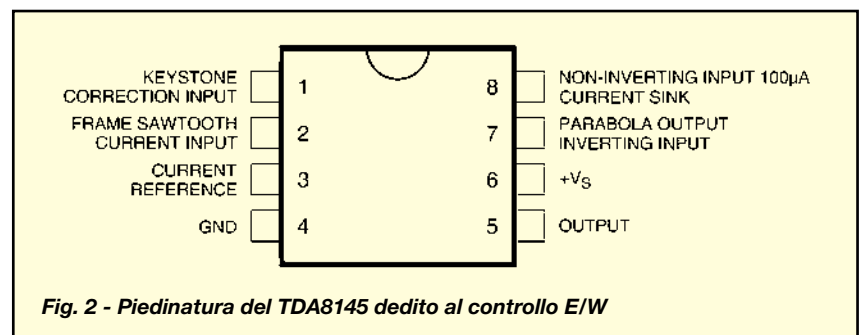 KEYSTONE
CORRECTION INPUT
1
8
NON-INVERTING INPUT 100µA
CURRENT SINK
FRAME SAWTOOTH
CURRENT INPUT
2
7
PARABOLA OUTPUT
INVERTING INPUT
CURRENT
REFERENCE
3
6
+VS
GND
4
5
OUTPUT
Fig. 2 - Piedinatura del TDA8145 dedito al controllo E/W